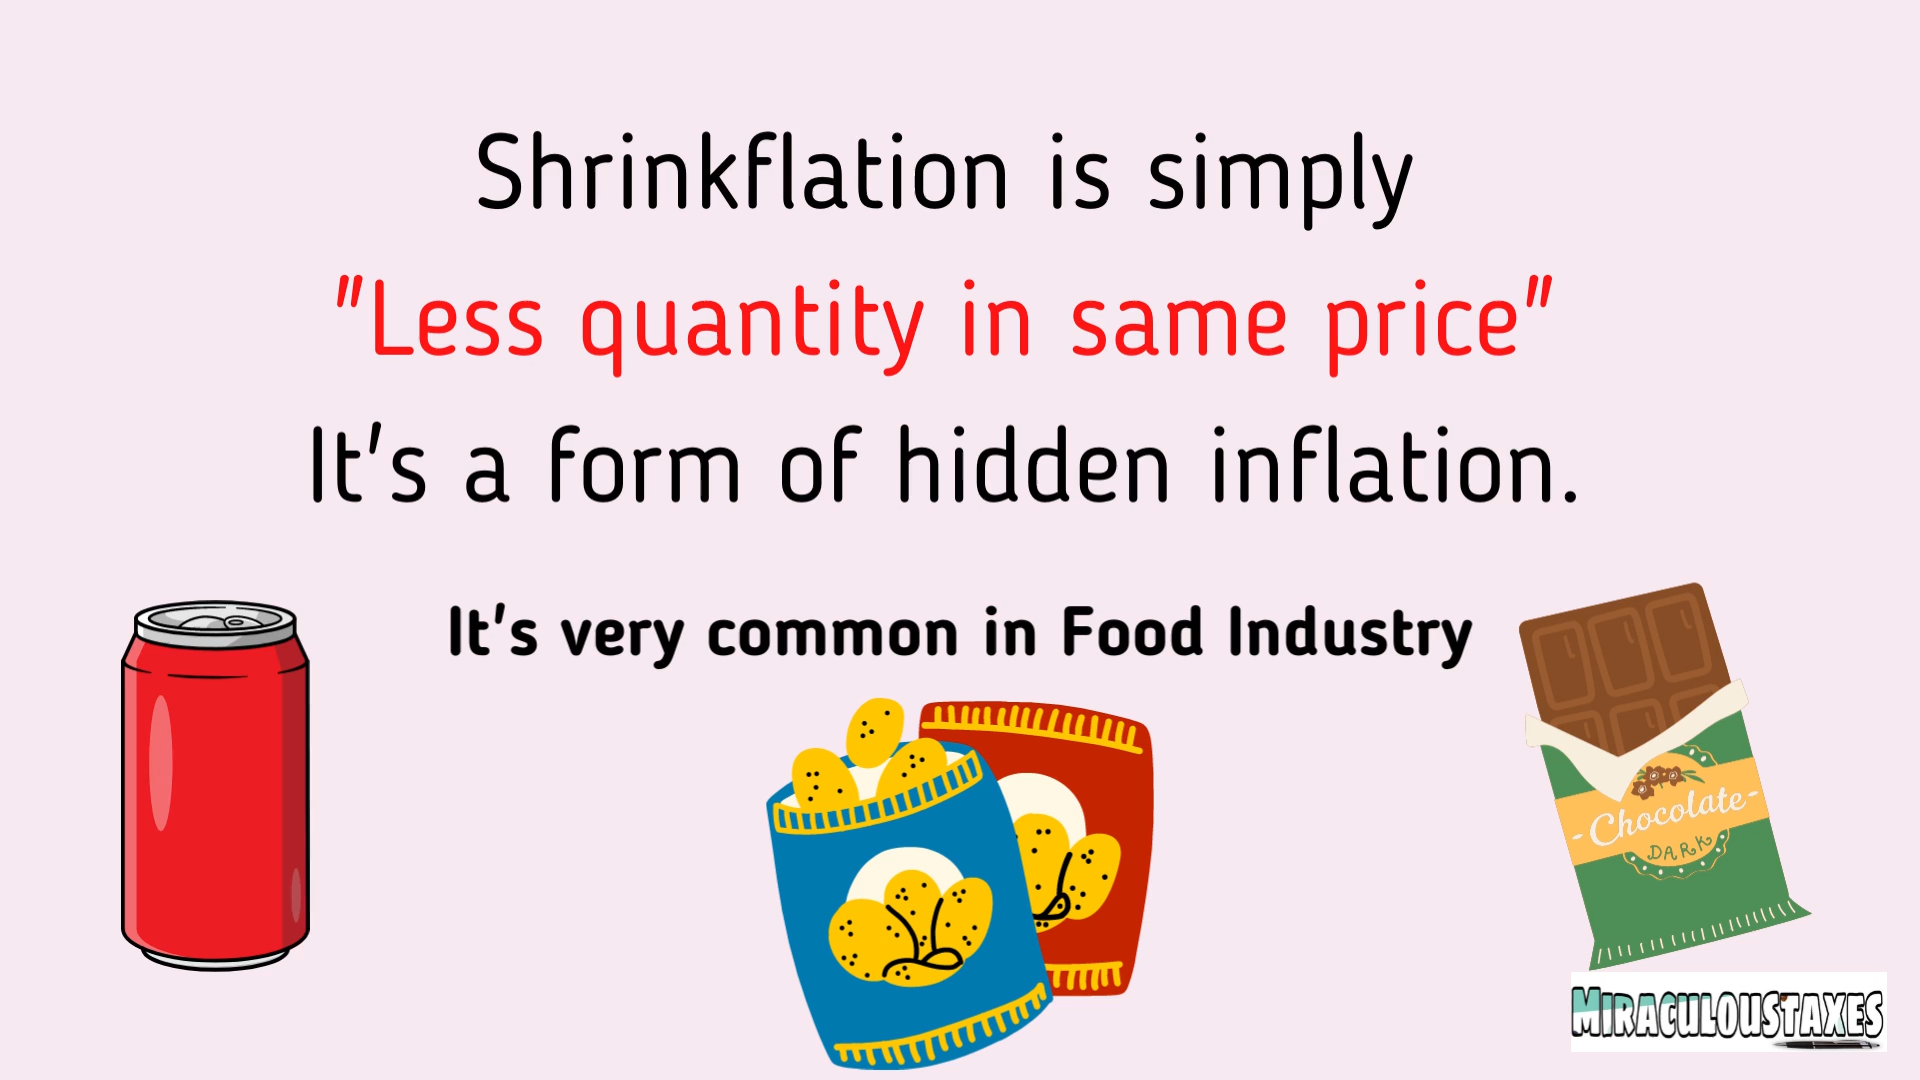 Shrinkflation is simply
"Less quantity in same price"
It's a form of hidden inflation.
It's very common in Food Industry
-Chocolate-
DARK
MIRACULOUSTAXES